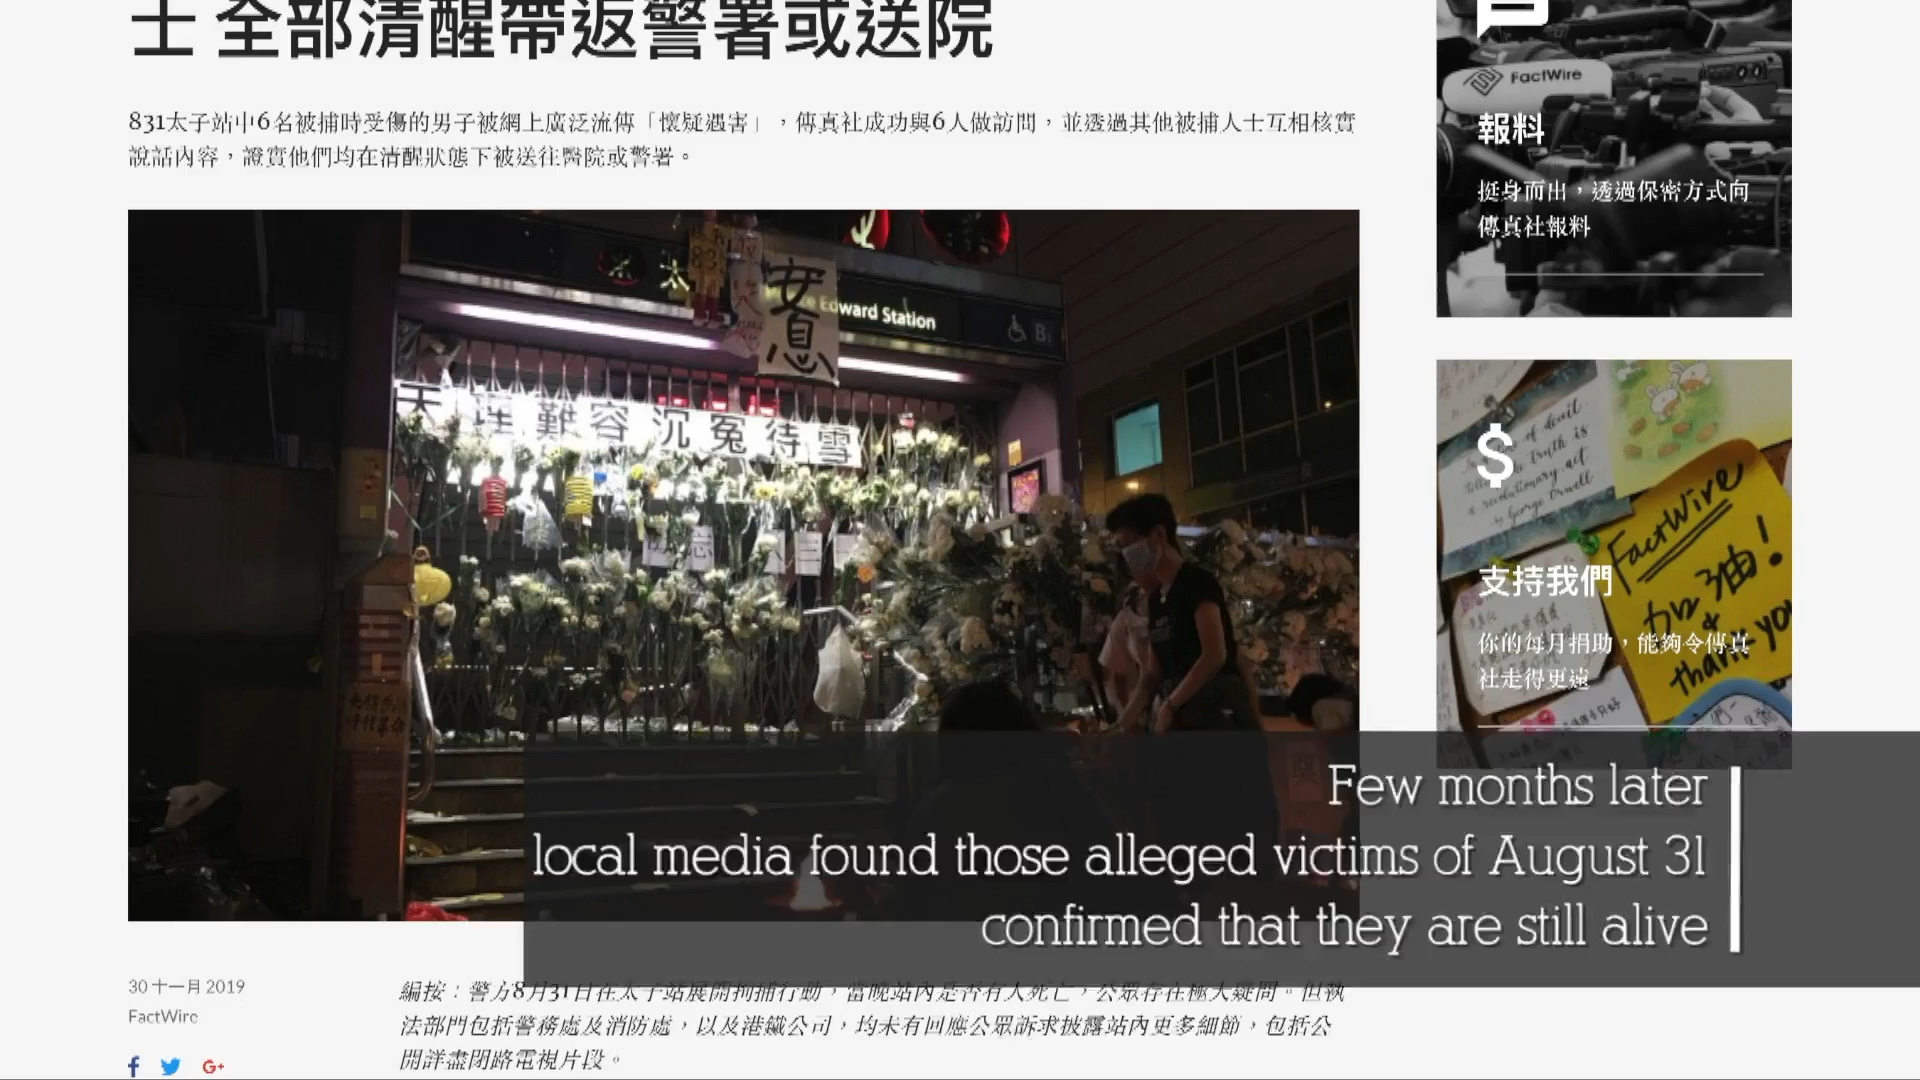 士 全部清醒帶返警署或送院
831太子站中6名被捕時受傷的男子被網上廣泛流傳「懷疑遇害」，傳真社成功與6人做訪問，並透過其他被捕人士互相核實
說話內容，證實他們均在清醒狀態下被送往醫院或警署。
太
安息
Edward Station
B1
天理難容 沉冤待雪
FactWire
報料
挺身而出，透過保密方式向
傳真社報料
$
of deceit
truth is
revolutionary act
by George Orwell
FactWire
加油!
&
thank you
支持我們
你的每月捐助，能夠令傳真
社走得更遠
Few months later
local media found those alleged victims of August 31
confirmed that they are still alive
30 十一月 2019
FactWire
編按：警方8月31日在太子站展開拘捕行動，當晚站內是否有人死亡，公眾存在極大疑問。但執
法部門包括警務處及消防處，以及港鐵公司，均未有回應公眾訴求披露站內更多細節，包括公
開詳盡閉路電視片段。
f
G+